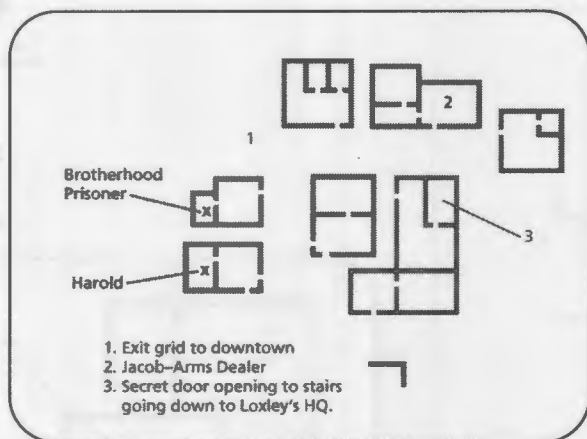 2
1
Brotherhood
Prisoner
x
3
Harold
x
1. Exit grid to downtown
2. Jacob–Arms Dealer
3. Secret door opening to stairs
going down to Loxley's HQ.